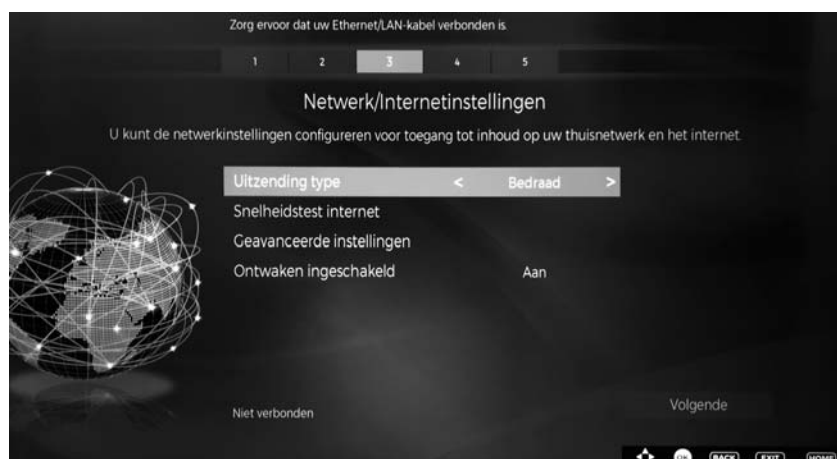 Zorg ervoor dat uw Ethernet/LAN-kabel verbonden is.
1 2 3 4 5
Netwerk/Internetinstellingen
U kunt de netwerkinstellingen configureren voor toegang tot inhoud op uw thuisnetwerk en het internet.
Uitzending type < Bedraad >
Snelheidstest internet
Geavanceerde instellingen
Ontwaken ingeschakeld Aan
Niet verbonden
Volgende
OK BACK EXIT HOME